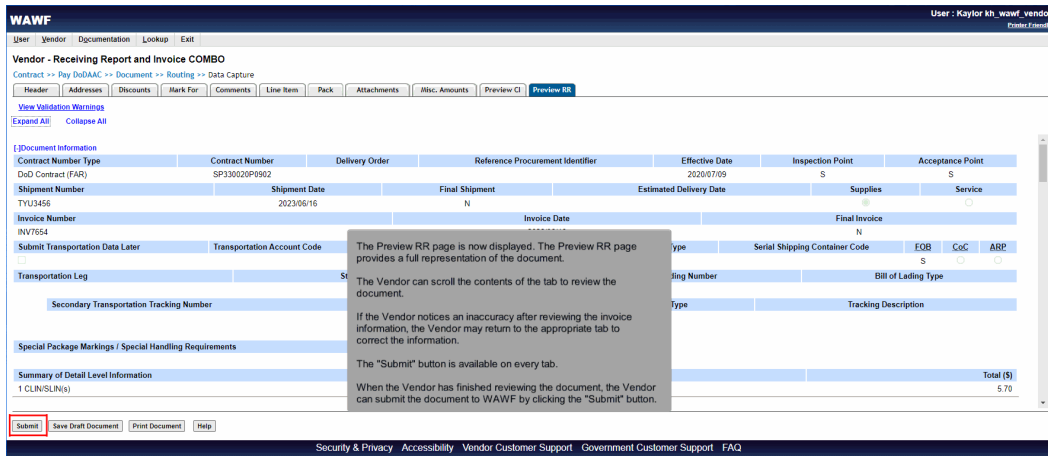 WAWF
User : Kaylor kh_wawf_vendo
Printer Friendl
User Vendor Documentation Lookup Exit
Vendor - Receiving Report and Invoice COMBO
Contract >> Pay DoDAAC >> Document >> Routing >> Data Capture
Header Addresses Discounts Mark For Comments Line Item Pack Attachments Misc. Amounts Preview CI Preview RR
View Validation Warnings
Expand All Collapse All
[-]Document Information
Contract Number Type Contract Number Delivery Order Reference Procurement Identifier Effective Date Inspection Point Acceptance Point
DoD Contract (FAR) SP330020P0902 2020/07/09 S S
Shipment Number Shipment Date Final Shipment Estimated Delivery Date Supplies Service
TYU3456 2023/06/16 N
Invoice Number Invoice Date Final Invoice
INV7654 N
Submit Transportation Data Later Transportation Account Code Type Serial Shipping Container Code FOB CoC ARP
S
Transportation Leg St ding Number Bill of Lading Type
Secondary Transportation Tracking Number Type Tracking Description
Special Package Markings / Special Handling Requirements
Summary of Detail Level Information Total ($)
1 CLIN/SLIN(s) 5.70
The Preview RR page is now displayed. The Preview RR page
provides a full representation of the document.
The Vendor can scroll the contents of the tab to review the
document.
If the Vendor notices an inaccuracy after reviewing the invoice
information, the Vendor may return to the appropriate tab to
correct the information.
The "Submit" button is available on every tab.
When the Vendor has finished reviewing the document, the Vendor
can submit the document to WAWF by clicking the "Submit" button.
Submit Save Draft Document Print Document Help
Security & Privacy Accessibility Vendor Customer Support Government Customer Support FAQ